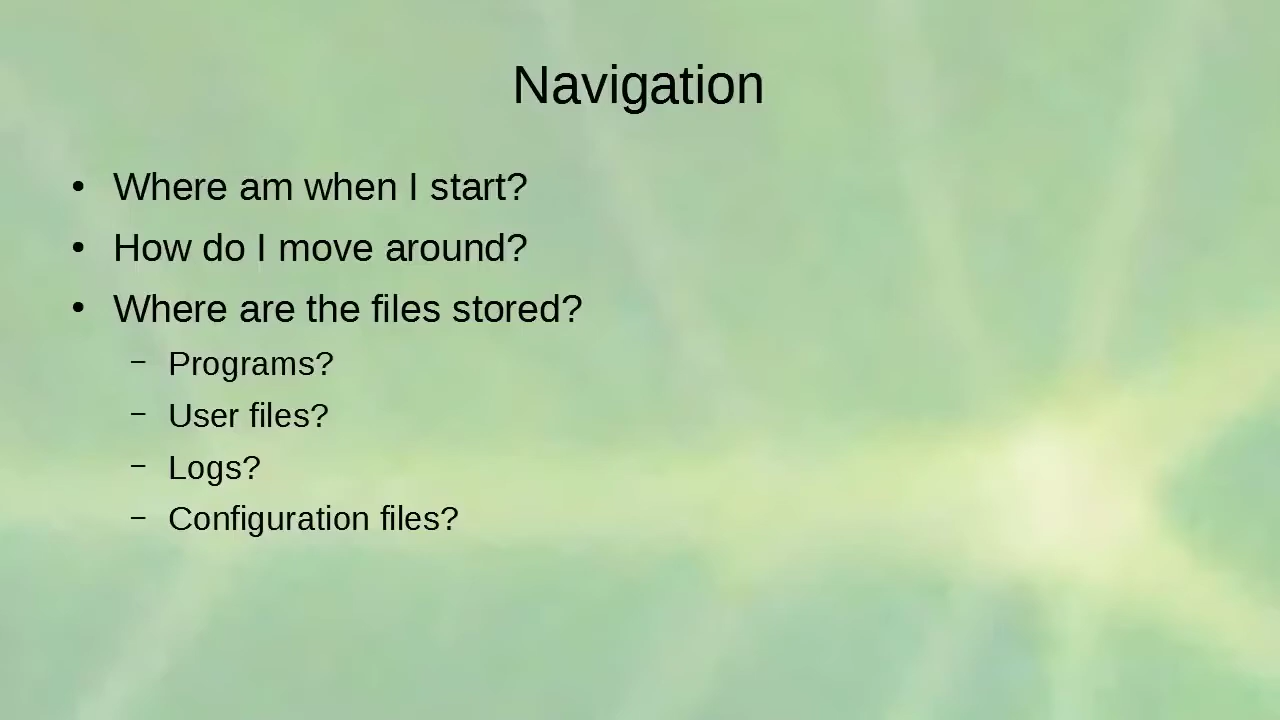 Navigation
• Where am when I start?
• How do I move around?
• Where are the files stored?
– Programs?
– User files?
– Logs?
– Configuration files?